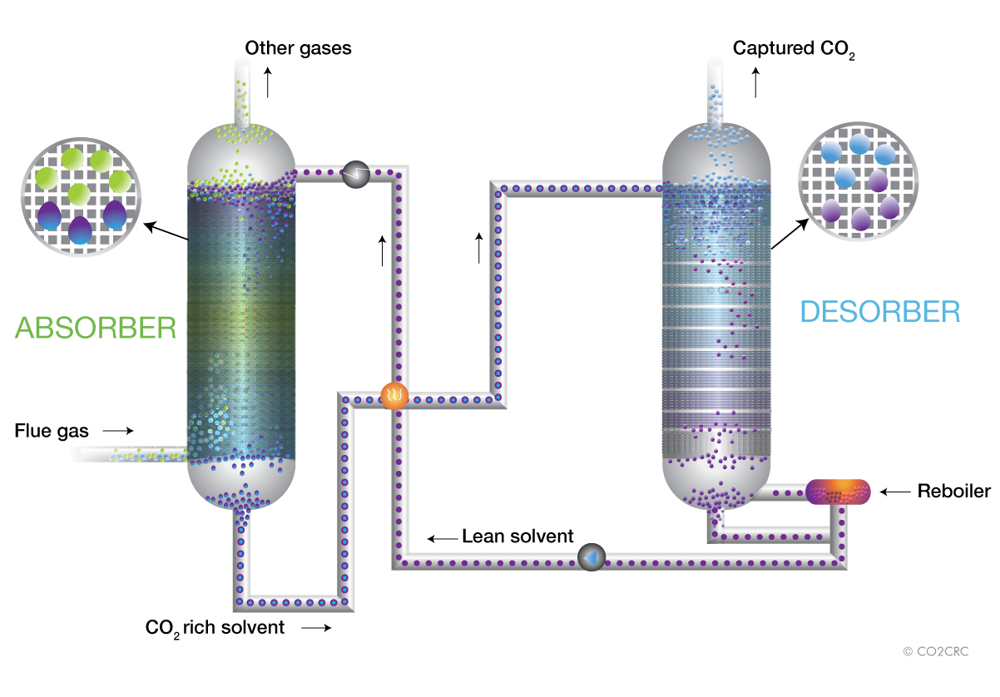 Other gases
Captured CO₂
ABSORBER
DESORBER
Flue gas
Reboiler
Lean solvent
CO₂ rich solvent
© CO2CRC